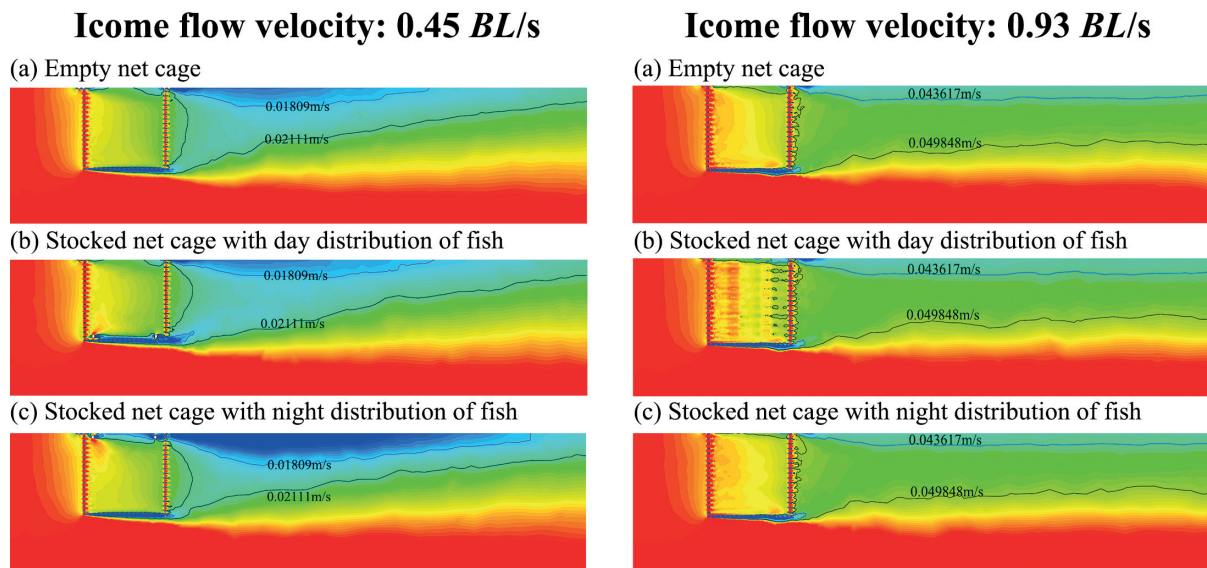 Icome flow velocity: 0.45 BL/s
(a) Empty net cage
0.01809m/s
0.02111m/s
(b) Stocked net cage with day distribution of fish
0.01809m/s
0.02111m/s
(c) Stocked net cage with night distribution of fish
0.01809m/s
0.02111m/s
Icome flow velocity: 0.93 BL/s
(a) Empty net cage
0.043617m/s
0.049848m/s
(b) Stocked net cage with day distribution of fish
0.043617m/s
0.049848m/s
(c) Stocked net cage with night distribution of fish
0.043617m/s
0.049848m/s